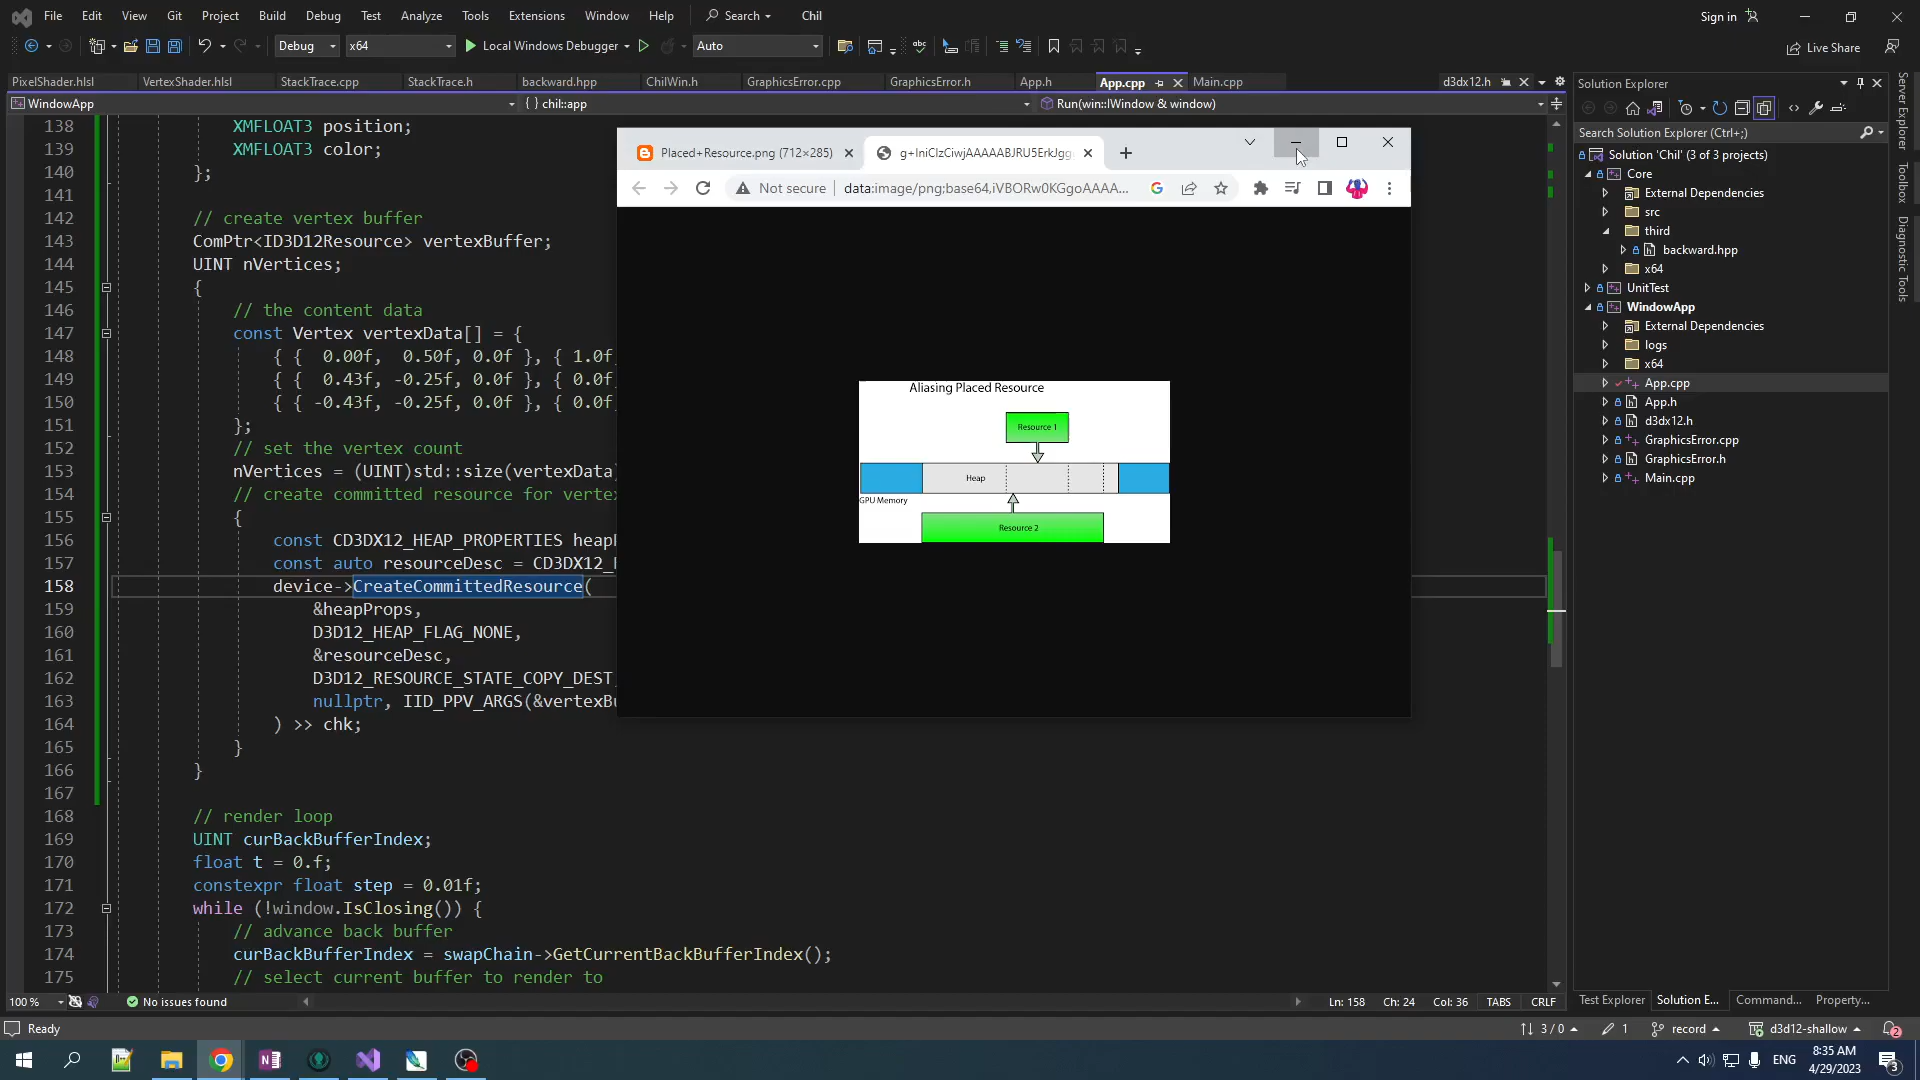 File Edit View Git Project Build Debug Test Analyze Tools Extensions Window Help Search Chil Sign in
Debug x64 Local Windows Debugger Auto Live Share
PixelShader.hlsl VertexShader.hlsl StackTrace.cpp StackTrace.h backward.hpp ChilWin.h GraphicsError.cpp GraphicsError.h App.h App.cpp Main.cpp d3dx12.h
WindowApp { } chil::app Run(win::IWindow & window)
138 XMFLOAT3 position;
139 XMFLOAT3 color;
140 };
141
142 // create vertex buffer
143 ComPtr<ID3D12Resource> vertexBuffer;
144 UINT nVertices;
145 {
146 // the content data
147 const Vertex vertexData[] = {
148 { { 0.00f, 0.50f, 0.0f }, { 1.0f
149 { { 0.43f, -0.25f, 0.0f }, { 0.0f
150 { { -0.43f, -0.25f, 0.0f }, { 0.0f
151 };
152 // set the vertex count
153 nVertices = (UINT)std::size(vertexData)
154 // create committed resource for vertex
155 {
156 const CD3DX12_HEAP_PROPERTIES heapP
157 const auto resourceDesc = CD3DX12_
158 device->CreateCommittedResource(
159 &heapProps,
160 D3D12_HEAP_FLAG_NONE,
161 &resourceDesc,
162 D3D12_RESOURCE_STATE_COPY_DEST,
163 nullptr, IID_PPV_ARGS(&vertexBu
164 ) >> chk;
165 }
166 }
167
168 // render loop
169 UINT curBackBufferIndex;
170 float t = 0.f;
171 constexpr float step = 0.01f;
172 while (!window.IsClosing()) {
173 // advance back buffer
174 curBackBufferIndex = swapChain->GetCurrentBackBufferIndex();
175 // select current buffer to render to
Placed+Resource.png (712×285)
Not secure data:image/png;base64,iVBORw0KGgoAAAA...
Aliasing Placed Resource
Resource 1
Heap
GPU Memory
Resource 2
Solution Explorer
Search Solution Explorer (Ctrl+;)
Solution 'Chil' (3 of 3 projects)
Core
External Dependencies
src
third
backward.hpp
x64
UnitTest
WindowApp
External Dependencies
logs
x64
App.cpp
App.h
d3dx12.h
GraphicsError.cpp
GraphicsError.h
Main.cpp
Server Explorer
Toolbox
Diagnostic Tools
100 % No issues found Ln: 158 Ch: 24 Col: 36 TABS CRLF
Test Explorer Solution E... Command... Property...
Ready 3 / 0 1 record d3d12-shallow 2
ENG 8:35 AM
4/29/2023 3